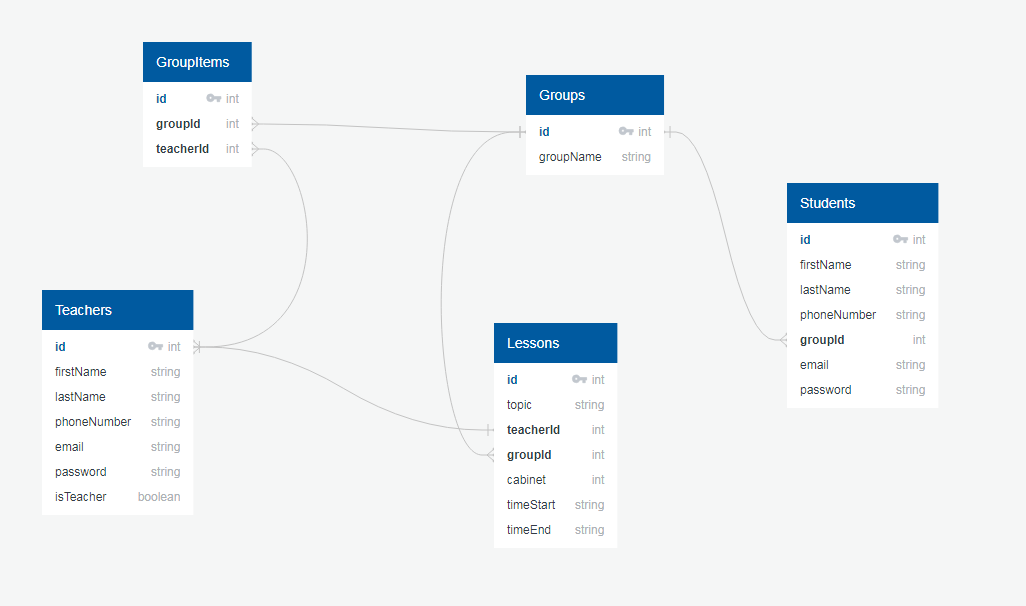 GroupItems
id int
groupId int
teacherId int
Groups
id int
groupName string
Students
id int
firstName string
lastName string
phoneNumber string
groupId int
email string
password string
Teachers
id int
firstName string
lastName string
phoneNumber string
email string
password string
isTeacher boolean
Lessons
id int
topic string
teacherId int
groupId int
cabinet int
timeStart string
timeEnd string